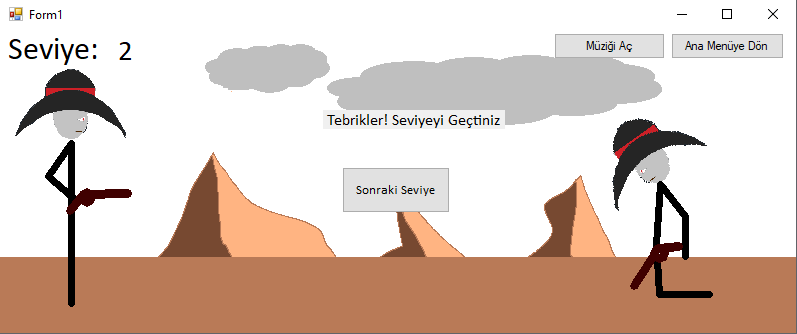 Form1
Seviye: 2
Müziği Aç
Ana Menüye Dön
Tebrikler! Seviyeyi Geçtiniz
Sonraki Seviye